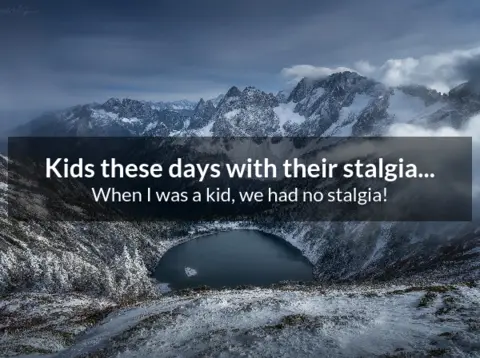 Kids these days with their stalgia...
When I was a kid, we had no stalgia!